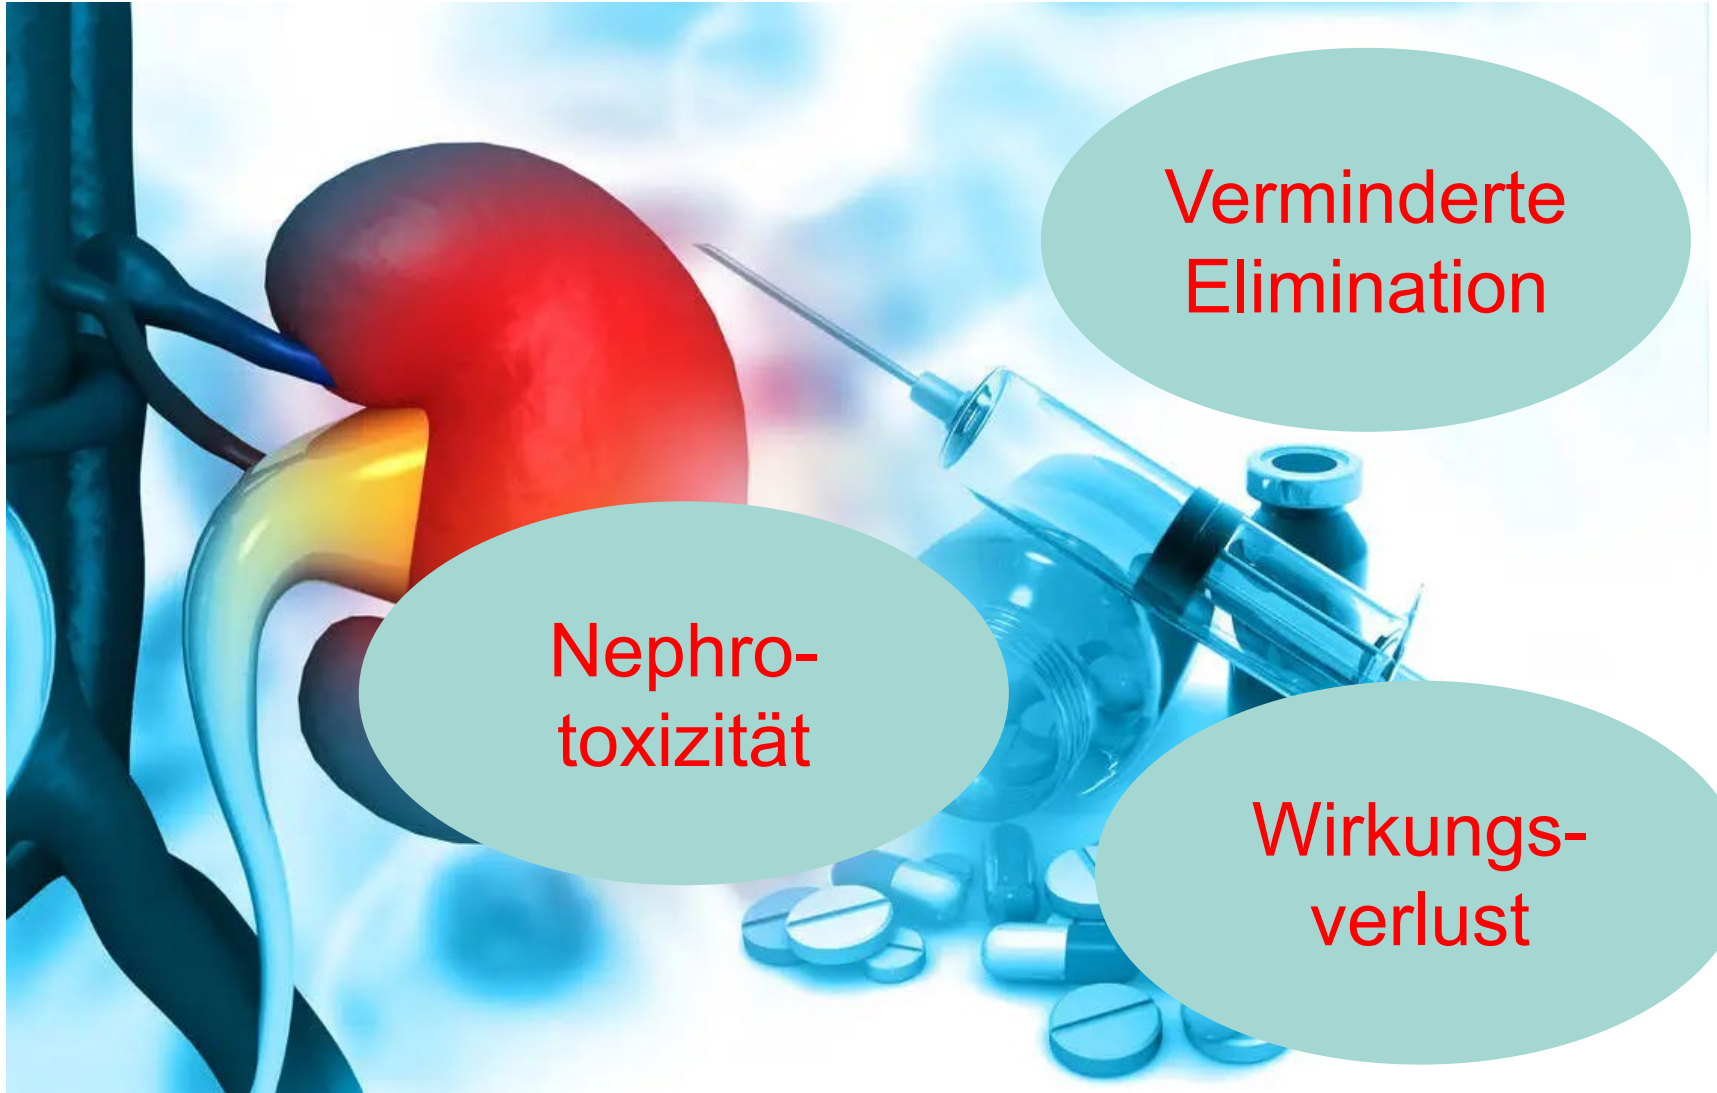 Verminderte
Elimination
Nephro-
toxizität
Wirkungs-
verlust